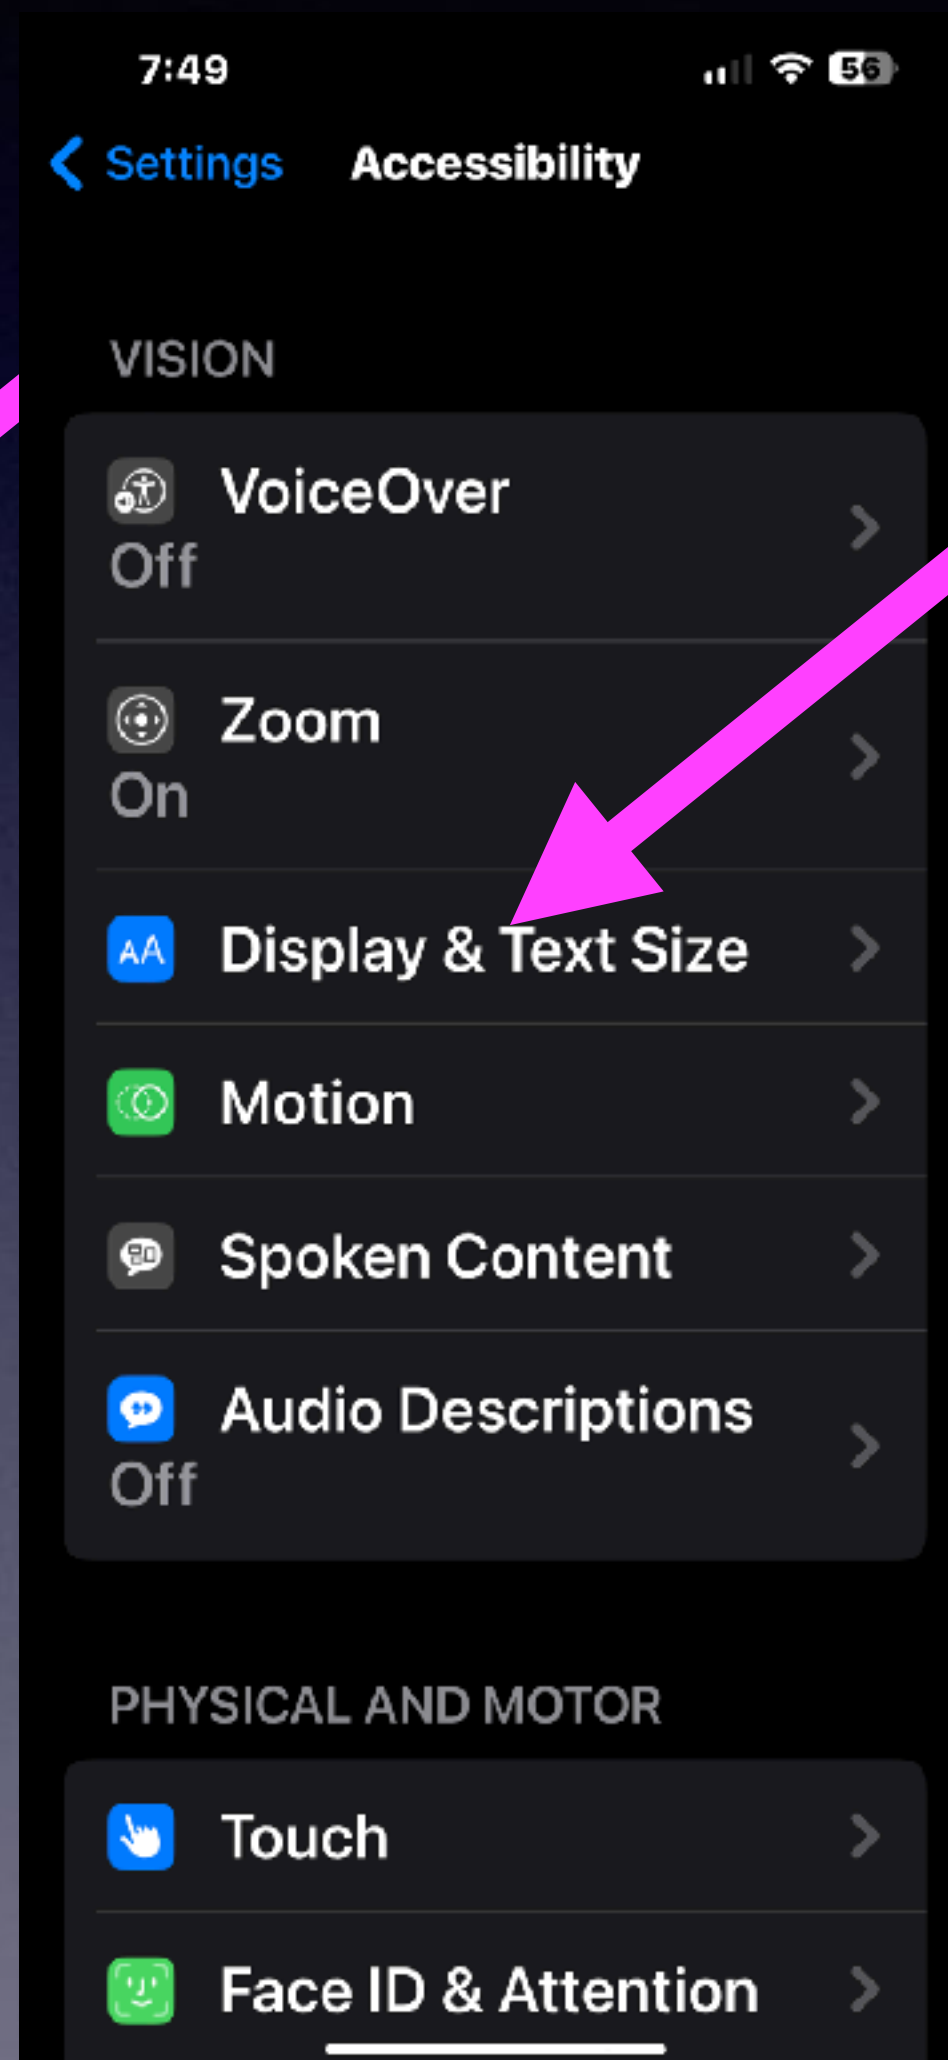 7:49 56
Settings Accessibility
VISION
VoiceOver
Off
Zoom
On
AA Display & Text Size
Motion
Spoken Content
Audio Descriptions
Off
PHYSICAL AND MOTOR
Touch
Face ID & Attention